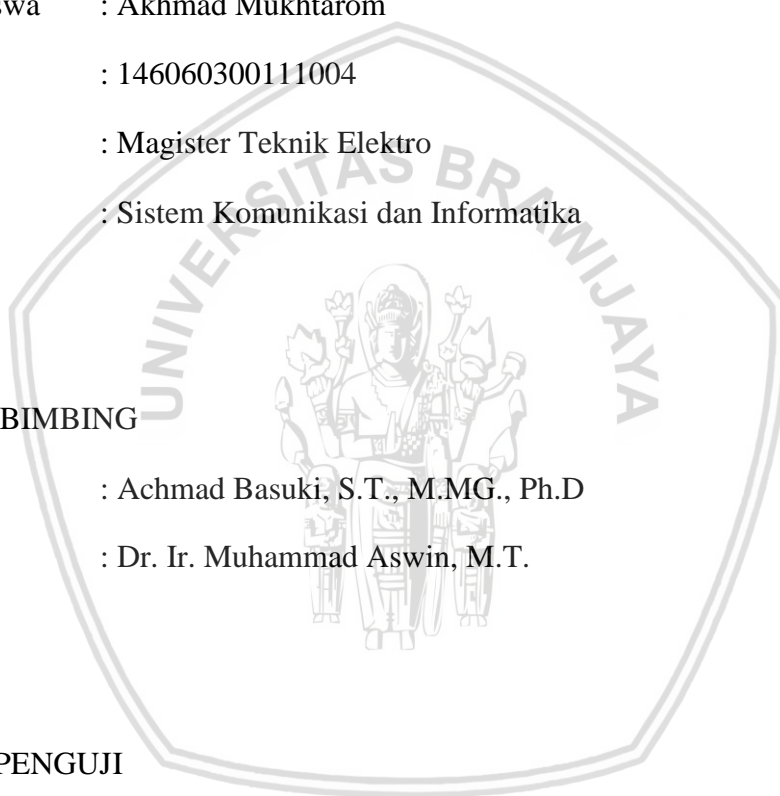 swa : Akhmad Mukhtarom
: 146060300111004
: Magister Teknik Elektro
: Sistem Komunikasi dan Informatika
UNIVERSITAS BRAWIJAYA
BIMBING
: Achmad Basuki, S.T., M.MG., Ph.D
: Dr. Ir. Muhammad Aswin, M.T.
PENGUJI